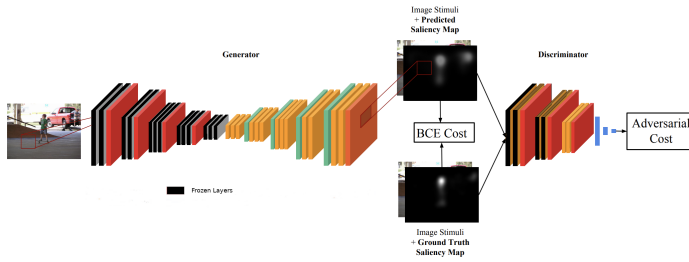 Image Stimuli
+ Predicted
Saliency Map
Generator
Discriminator
BCE Cost
Adversarial
Cost
Frozen Layers
Image Stimuli
+ Ground Truth
Saliency Map